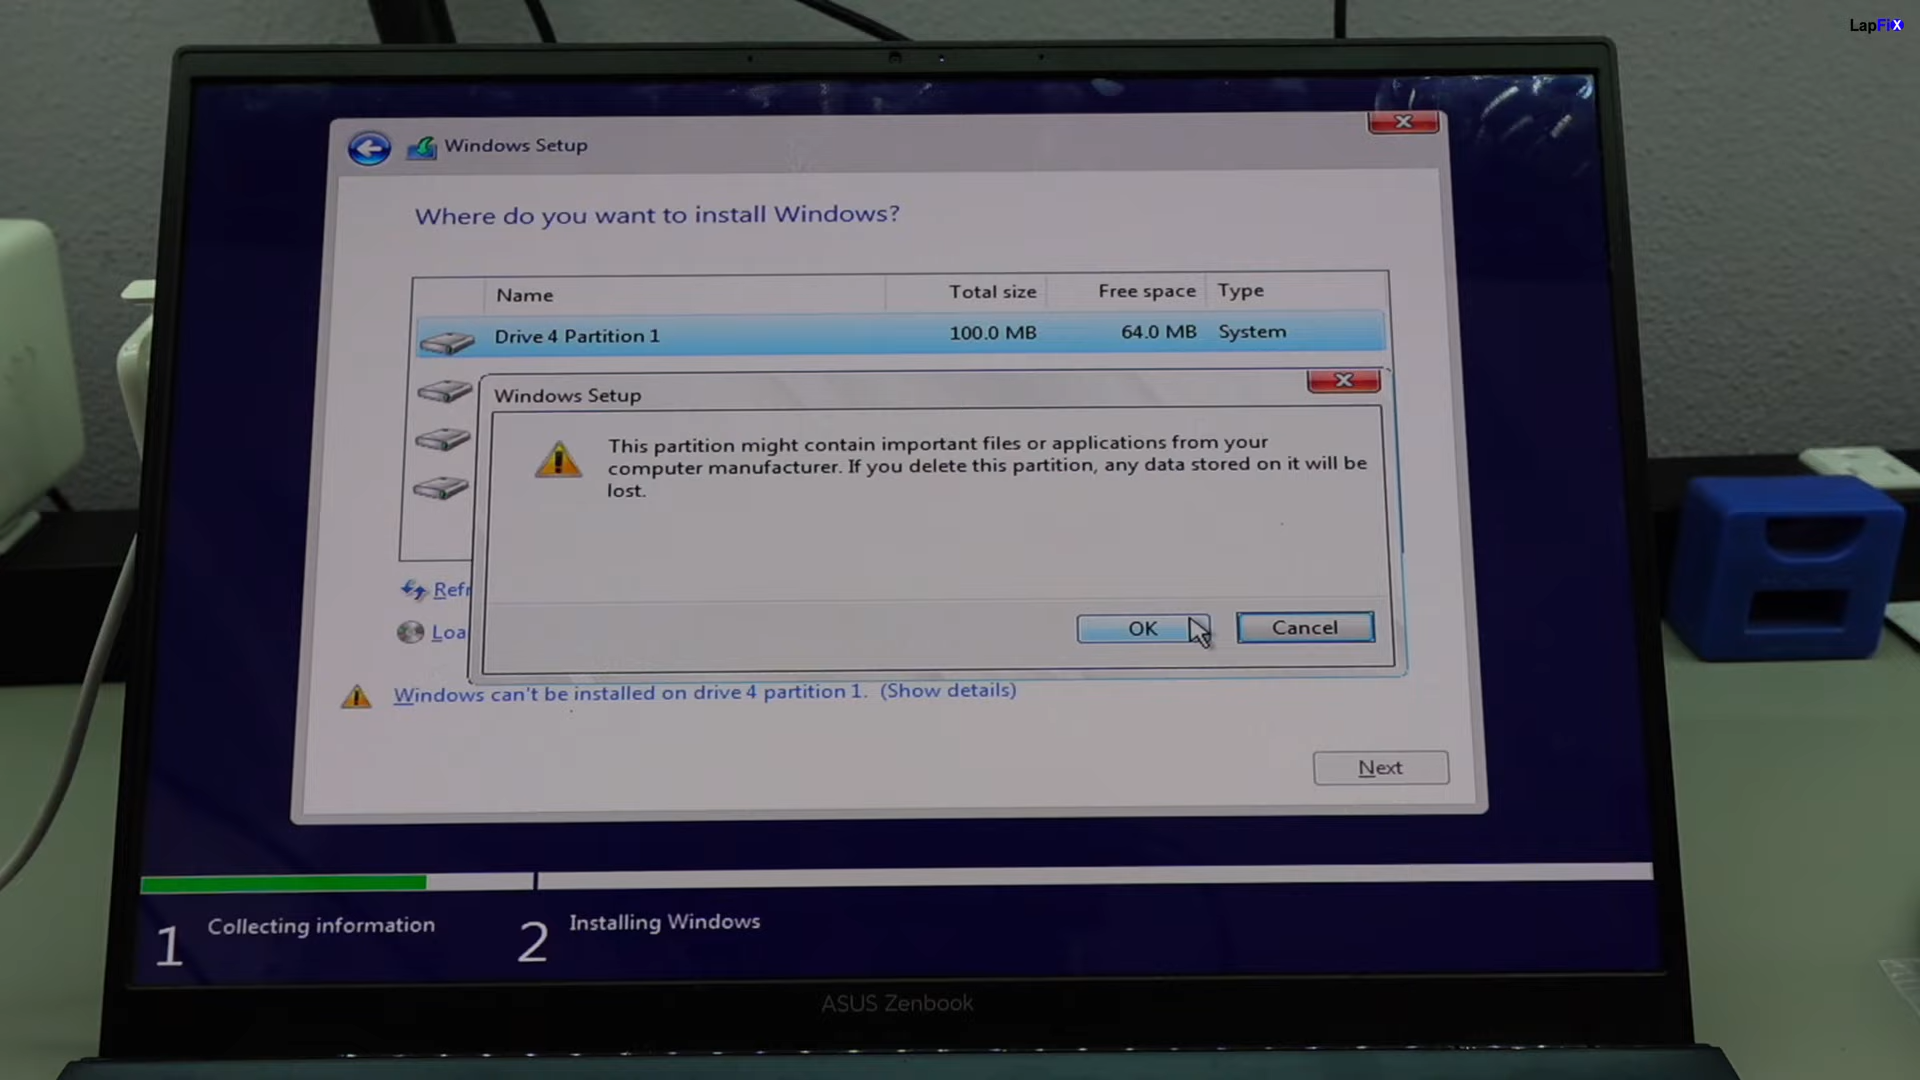 LapFiX
Windows Setup
Where do you want to install Windows?
Name Total size Free space Type
Drive 4 Partition 1 100.0 MB 64.0 MB System
Windows Setup
This partition might contain important files or applications from your
computer manufacturer. If you delete this partition, any data stored on it will be
lost.
Refr
OK Cancel
Loa
Windows can't be installed on drive 4 partition 1. (Show details)
Next
1 Collecting information 2 Installing Windows
ASUS Zenbook